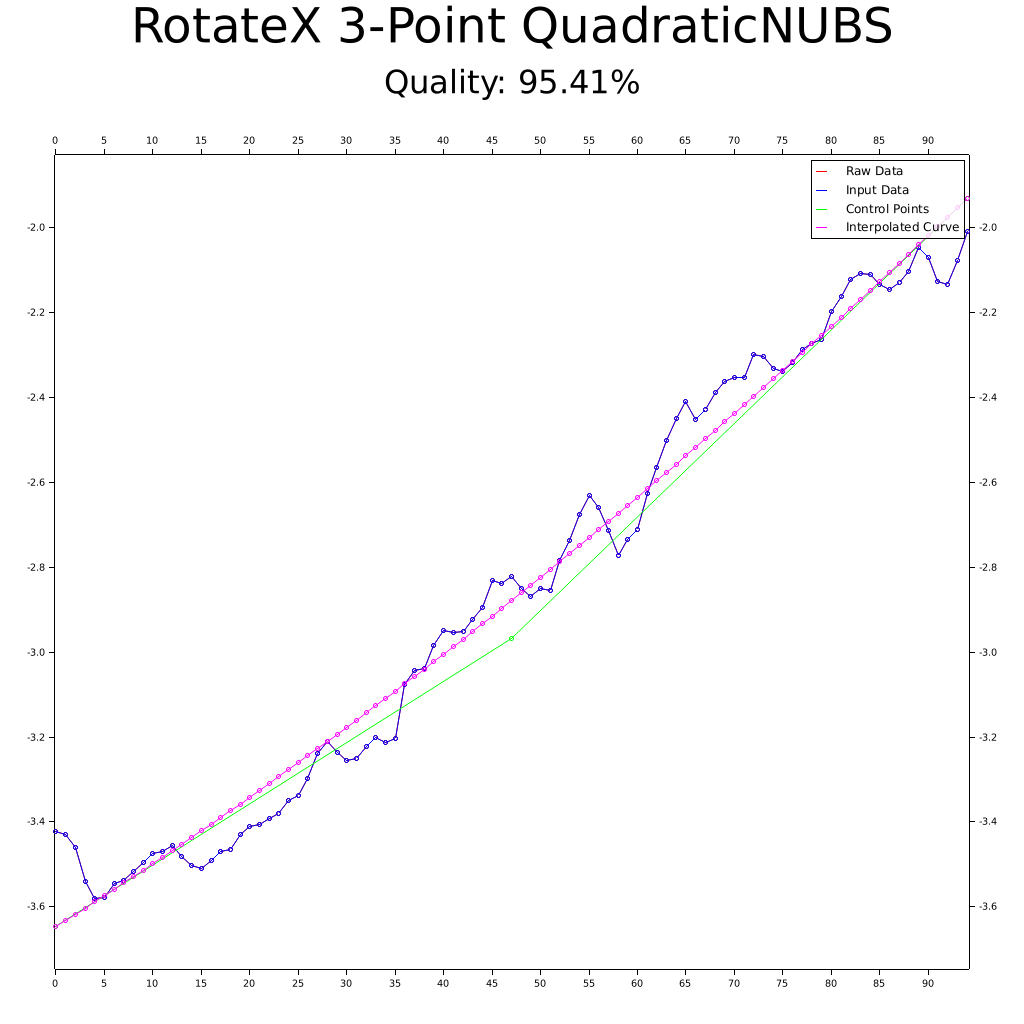 RotateX 3-Point QuadraticNUBS
Quality: 95.41%
0 5 10 15 20 25 30 35 40 45 50 55 60 65 70 75 80 85 90
Raw Data
Input Data
Control Points
Interpolated Curve
-2.0 -2.0
-2.2 -2.2
-2.4 -2.4
-2.6 -2.6
-2.8 -2.8
-3.0 -3.0
-3.2 -3.2
-3.4 -3.4
-3.6 -3.6
0 5 10 15 20 25 30 35 40 45 50 55 60 65 70 75 80 85 90